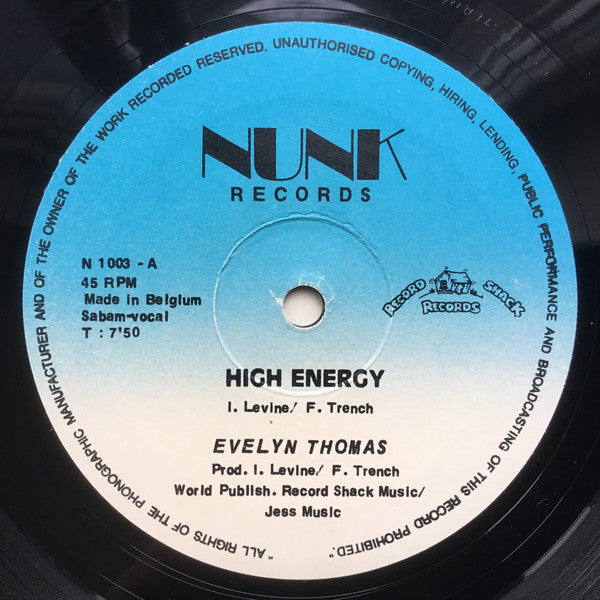 "ALL RIGHTS OF THE PHONOGRAPHIC MANUFACTURER AND OF THE OWNER OF THE WORK RECORDED RESERVED. UNAUTHORISED COPYING, HIRING, LENDING, PUBLIC PERFORMANCE AND BROADCASTING OF THIS RECORD PROHIBITED."
NUNK
RECORDS
N 1003 - A
45 RPM
Made in Belgium
Sabam-vocal
T : 7'50
RECORD SHACK
RECORDS
HIGH ENERGY
I. Levine/ F. Trench
EVELYN THOMAS
Prod. I. Levine/ F. Trench
World Publish. Record Shack Music/
Jess Music